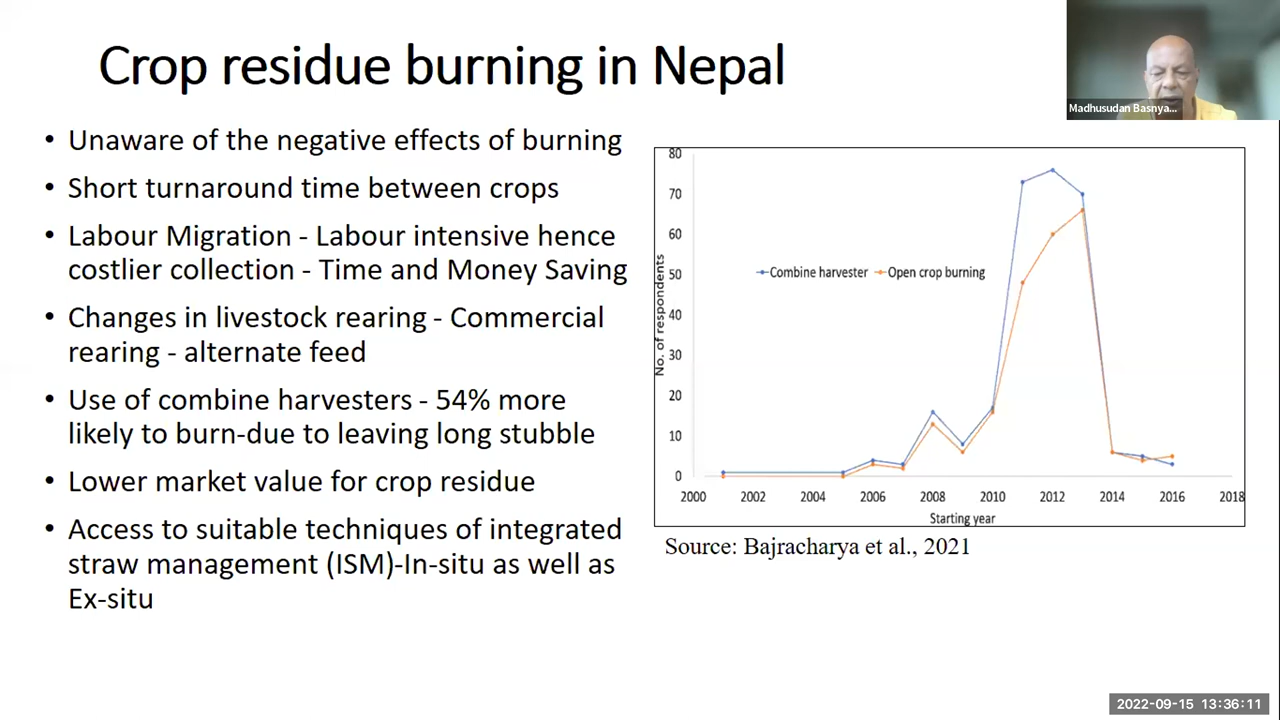 Crop residue burning in Nepal
Madhusudan Basnya...
• Unaware of the negative effects of burning
• Short turnaround time between crops
• Labour Migration - Labour intensive hence
costlier collection - Time and Money Saving
• Changes in livestock rearing - Commercial
rearing - alternate feed
• Use of combine harvesters - 54% more
likely to burn-due to leaving long stubble
• Lower market value for crop residue
• Access to suitable techniques of integrated
straw management (ISM)-In-situ as well as
Ex-situ
No. of respondents
80
70
60
50
40
30
20
10
0
Combine harvester Open crop burning
2000 2002 2004 2006 2008 2010 2012 2014 2016 2018
Starting year
Source: Bajracharya et al., 2021
2022-09-15 13:36:11